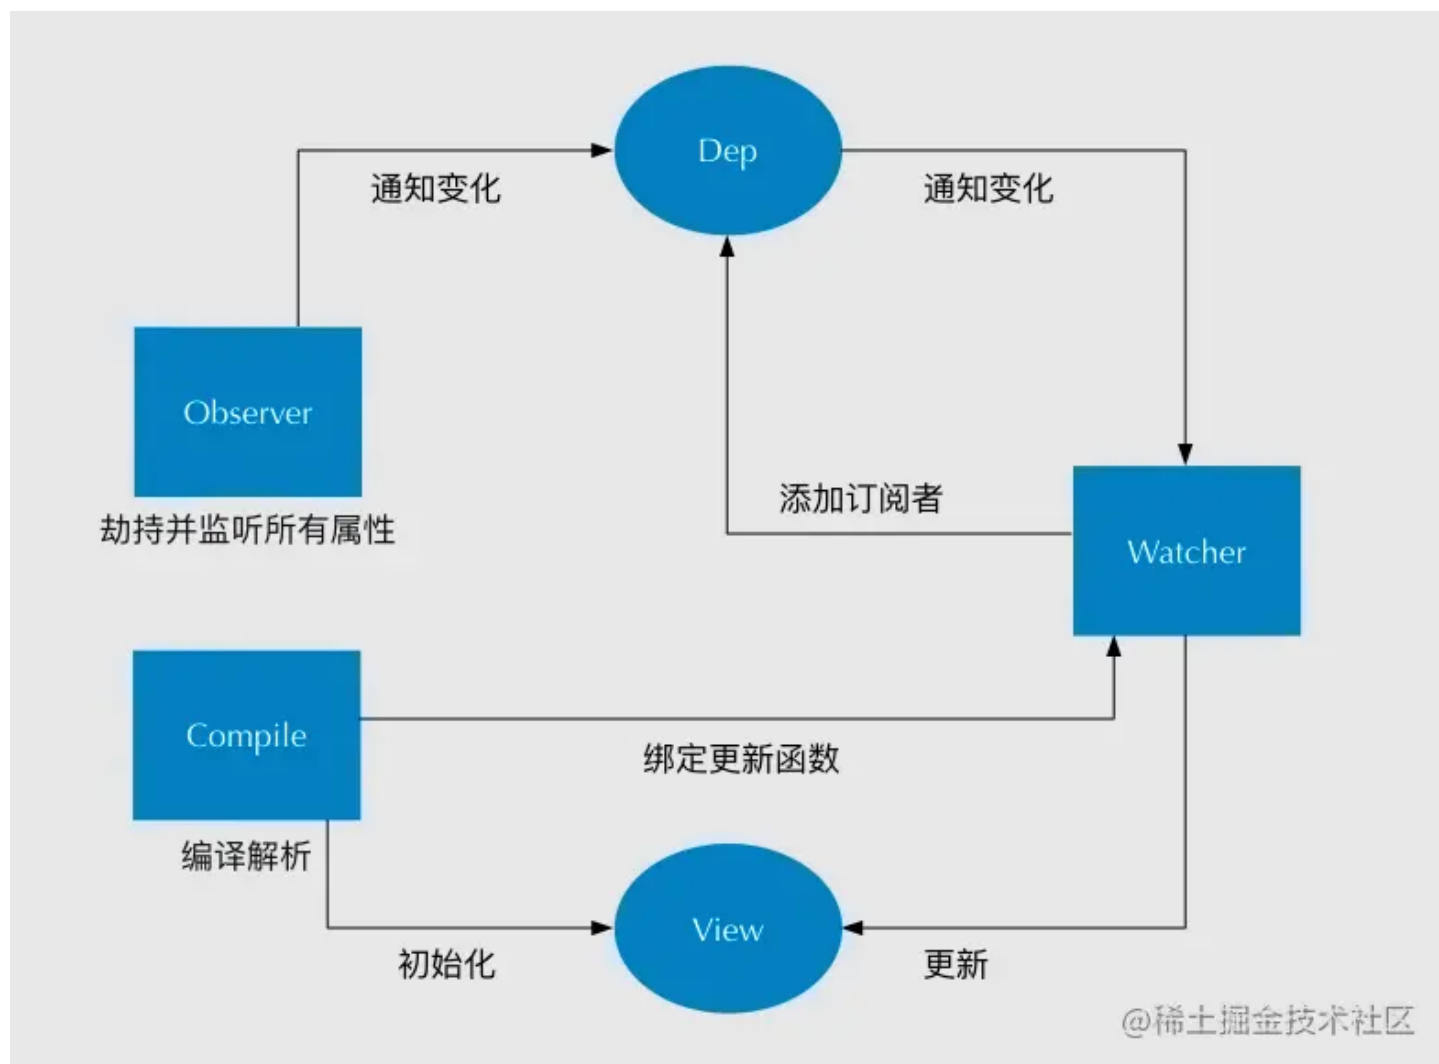 Dep
通知变化
通知变化
Observer
劫持并监听所有属性
添加订阅者
Watcher
Compile
绑定更新函数
编译解析
View
初始化
更新
@稀土掘金技术社区